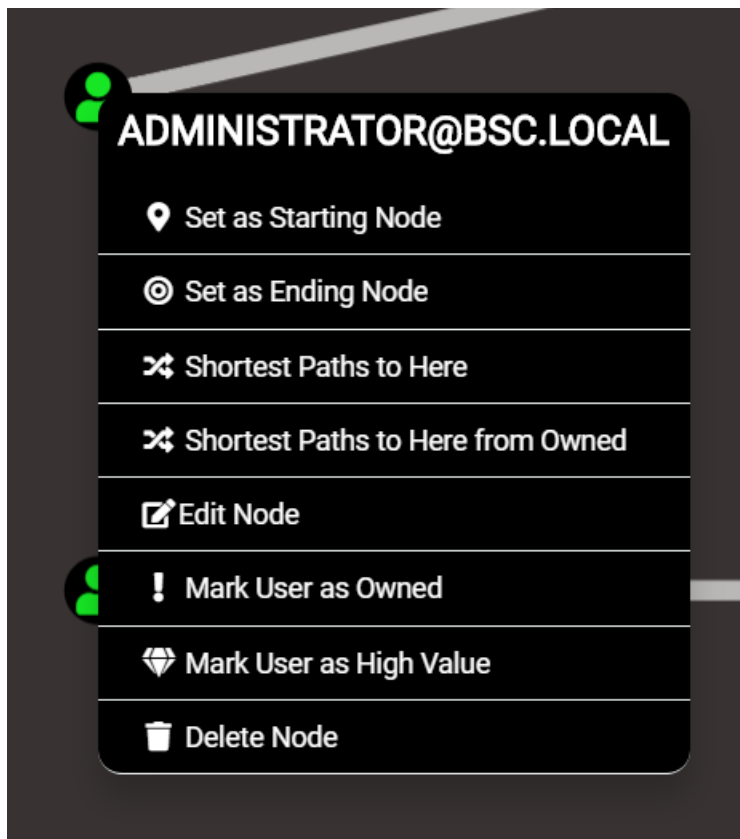 ADMINISTRATOR@BSC.LOCAL
Set as Starting Node
Set as Ending Node
Shortest Paths to Here
Shortest Paths to Here from Owned
Edit Node
Mark User as Owned
Mark User as High Value
Delete Node